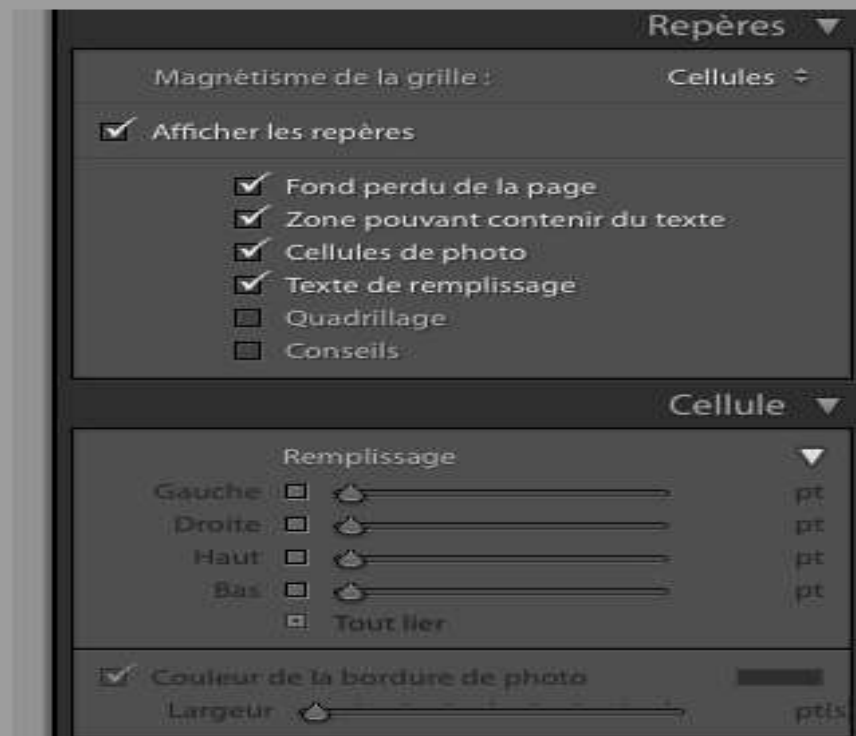 Repères
Magnétisme de la grille : Cellules
Afficher les repères
Fond perdu de la page
Zone pouvant contenir du texte
Cellules de photo
Texte de remplissage
Quadrillage
Conseils
Cellule
Remplissage
Gauche pt
Droite pt
Haut pt
Bas pt
Tout lier
Couleur de la bordure de photo
Largeur pt(s